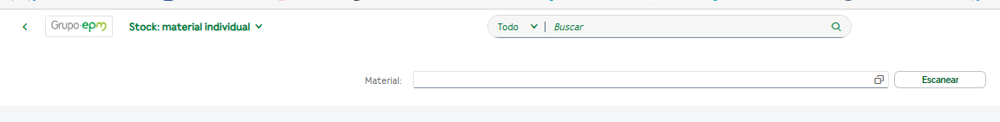 Grupo·epm Stock: material individual Todo Buscar
Material: Escanear